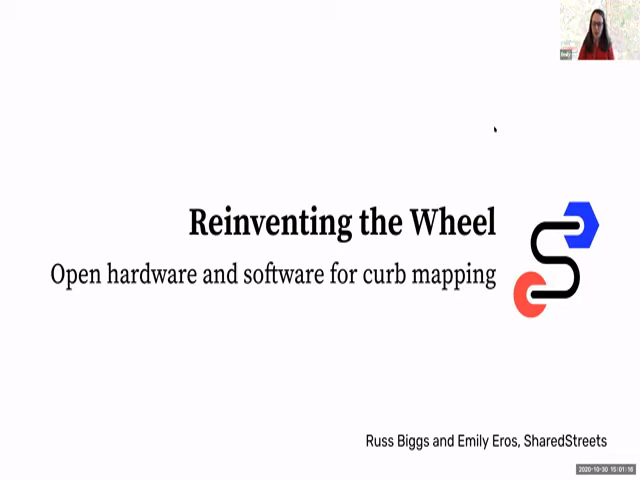 Emily
Reinventing the Wheel
Open hardware and software for curb mapping
Russ Biggs and Emily Eros, SharedStreets
2020-10-30 15:01:16